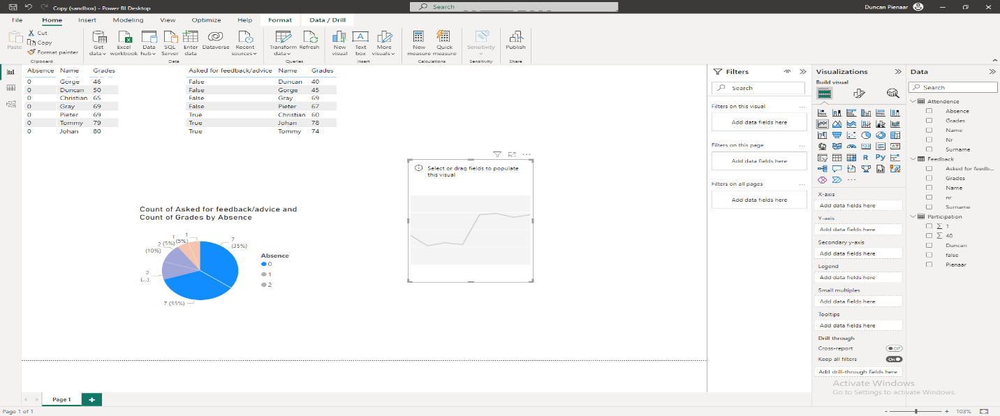 Copy (sandbox) - Power BI Desktop
Search
Duncan Pienaar
File Home Insert Modeling View Optimize Help Format Data / Drill
Paste
Cut
Copy
Format painter
Clipboard
Get data
Excel workbook
Data hub
SQL Server
Enter data
Dataverse
Recent sources
Data
Transform data
Refresh
Queries
New visual
Text box
More visuals
Insert
New measure
Quick measure
Calculations
Sensitivity
Sensitivity
Publish
Share
Absence Name Grades
0 Gorge 46
0 Duncan 50
0 Christian 65
0 Gray 69
0 Pieter 69
0 Tommy 79
0 Johan 80
Asked for feedback/advice Name Grades
False Duncan 40
False Gorge 45
False Gray 69
False Pieter 67
True Christian 60
True Johan 78
True Tommy 74
Select or drag fields to populate
this visual
Count of Asked for feedback/advice and
Count of Grades by Absence
7
(35%)
7 (35%)
2
(...)
2
(10%)
1
(5%)
1
(5%)
Absence
0
1
2
Filters
Search
Filters on this visual ...
Add data fields here
Filters on this page ...
Add data fields here
Filters on all pages ...
Add data fields here
Visualizations
Build visual
123
R
Py
...
X-axis
Add data fields here
Y-axis
Add data fields here
Secondary y-axis
Add data fields here
Legend
Add data fields here
Small multiples
Add data fields here
Tooltips
Add data fields here
Drill through
Cross-report Off
Keep all filters On
Add drill-through fields here
Data
Search
Attendence
Absence
Grades
Name
Nr
Surname
Feedback
Asked for feedb...
Grades
Name
nr
Surname
Participation
Σ 1
Σ 40
Duncan
false
Pienaar
Activate Windows
Go to Settings to activate Windows.
Page 1
+
Page 1 of 1
- + 103%